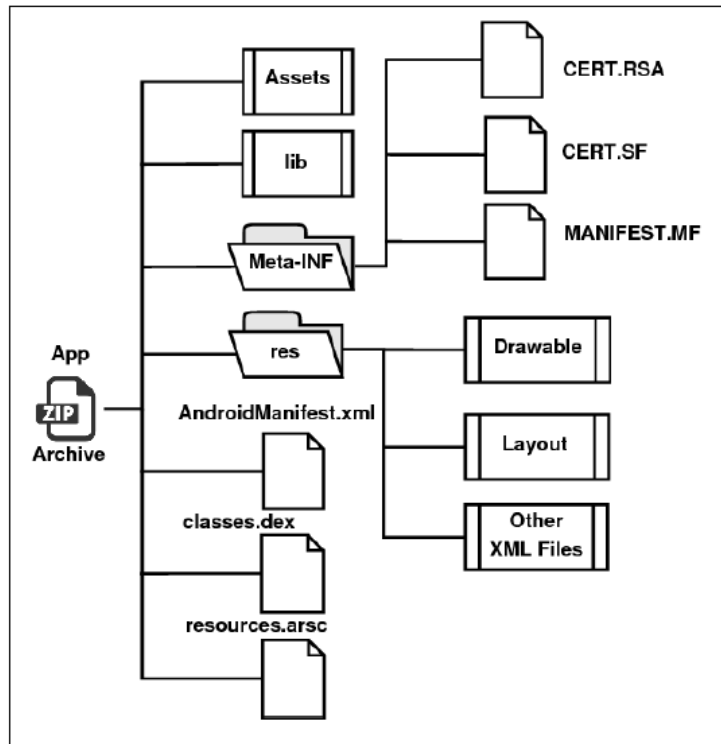 Assets
lib
Meta-INF
CERT.RSA
CERT.SF
MANIFEST.MF
res
Drawable
Layout
Other
XML Files
App
ZIP
Archive
AndroidManifest.xml
classes.dex
resources.arsc